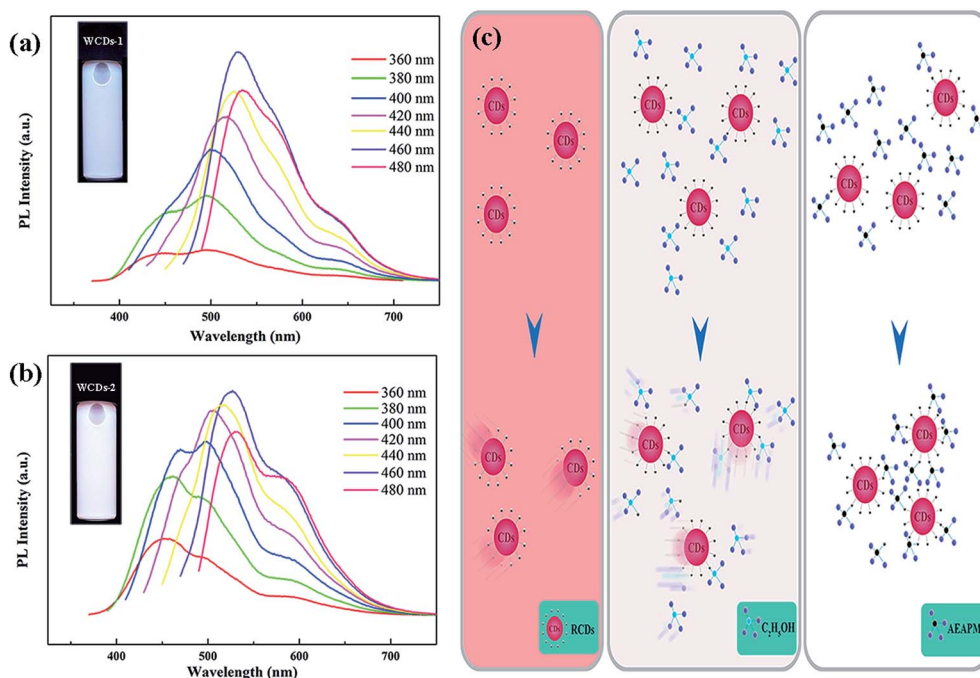 (a)
WCDs-1
360 nm
380 nm
400 nm
420 nm
440 nm
460 nm
480 nm
PL Intensity (a.u.)
400 500 600 700
Wavelength (nm)
(b)
WCDs-2
360 nm
380 nm
400 nm
420 nm
440 nm
460 nm
480 nm
PL Intensity (a.u.)
400 500 600 700
Wavelength (nm)
(c)
CDs
CDs
CDs
CDs
CDs
CDs
CDs RCDs
CDs
CDs
CDs
CDs
CDs
CDs
C₂H₅OH
CDs
CDs
CDs
CDs
CDs
CDs
AEAPM